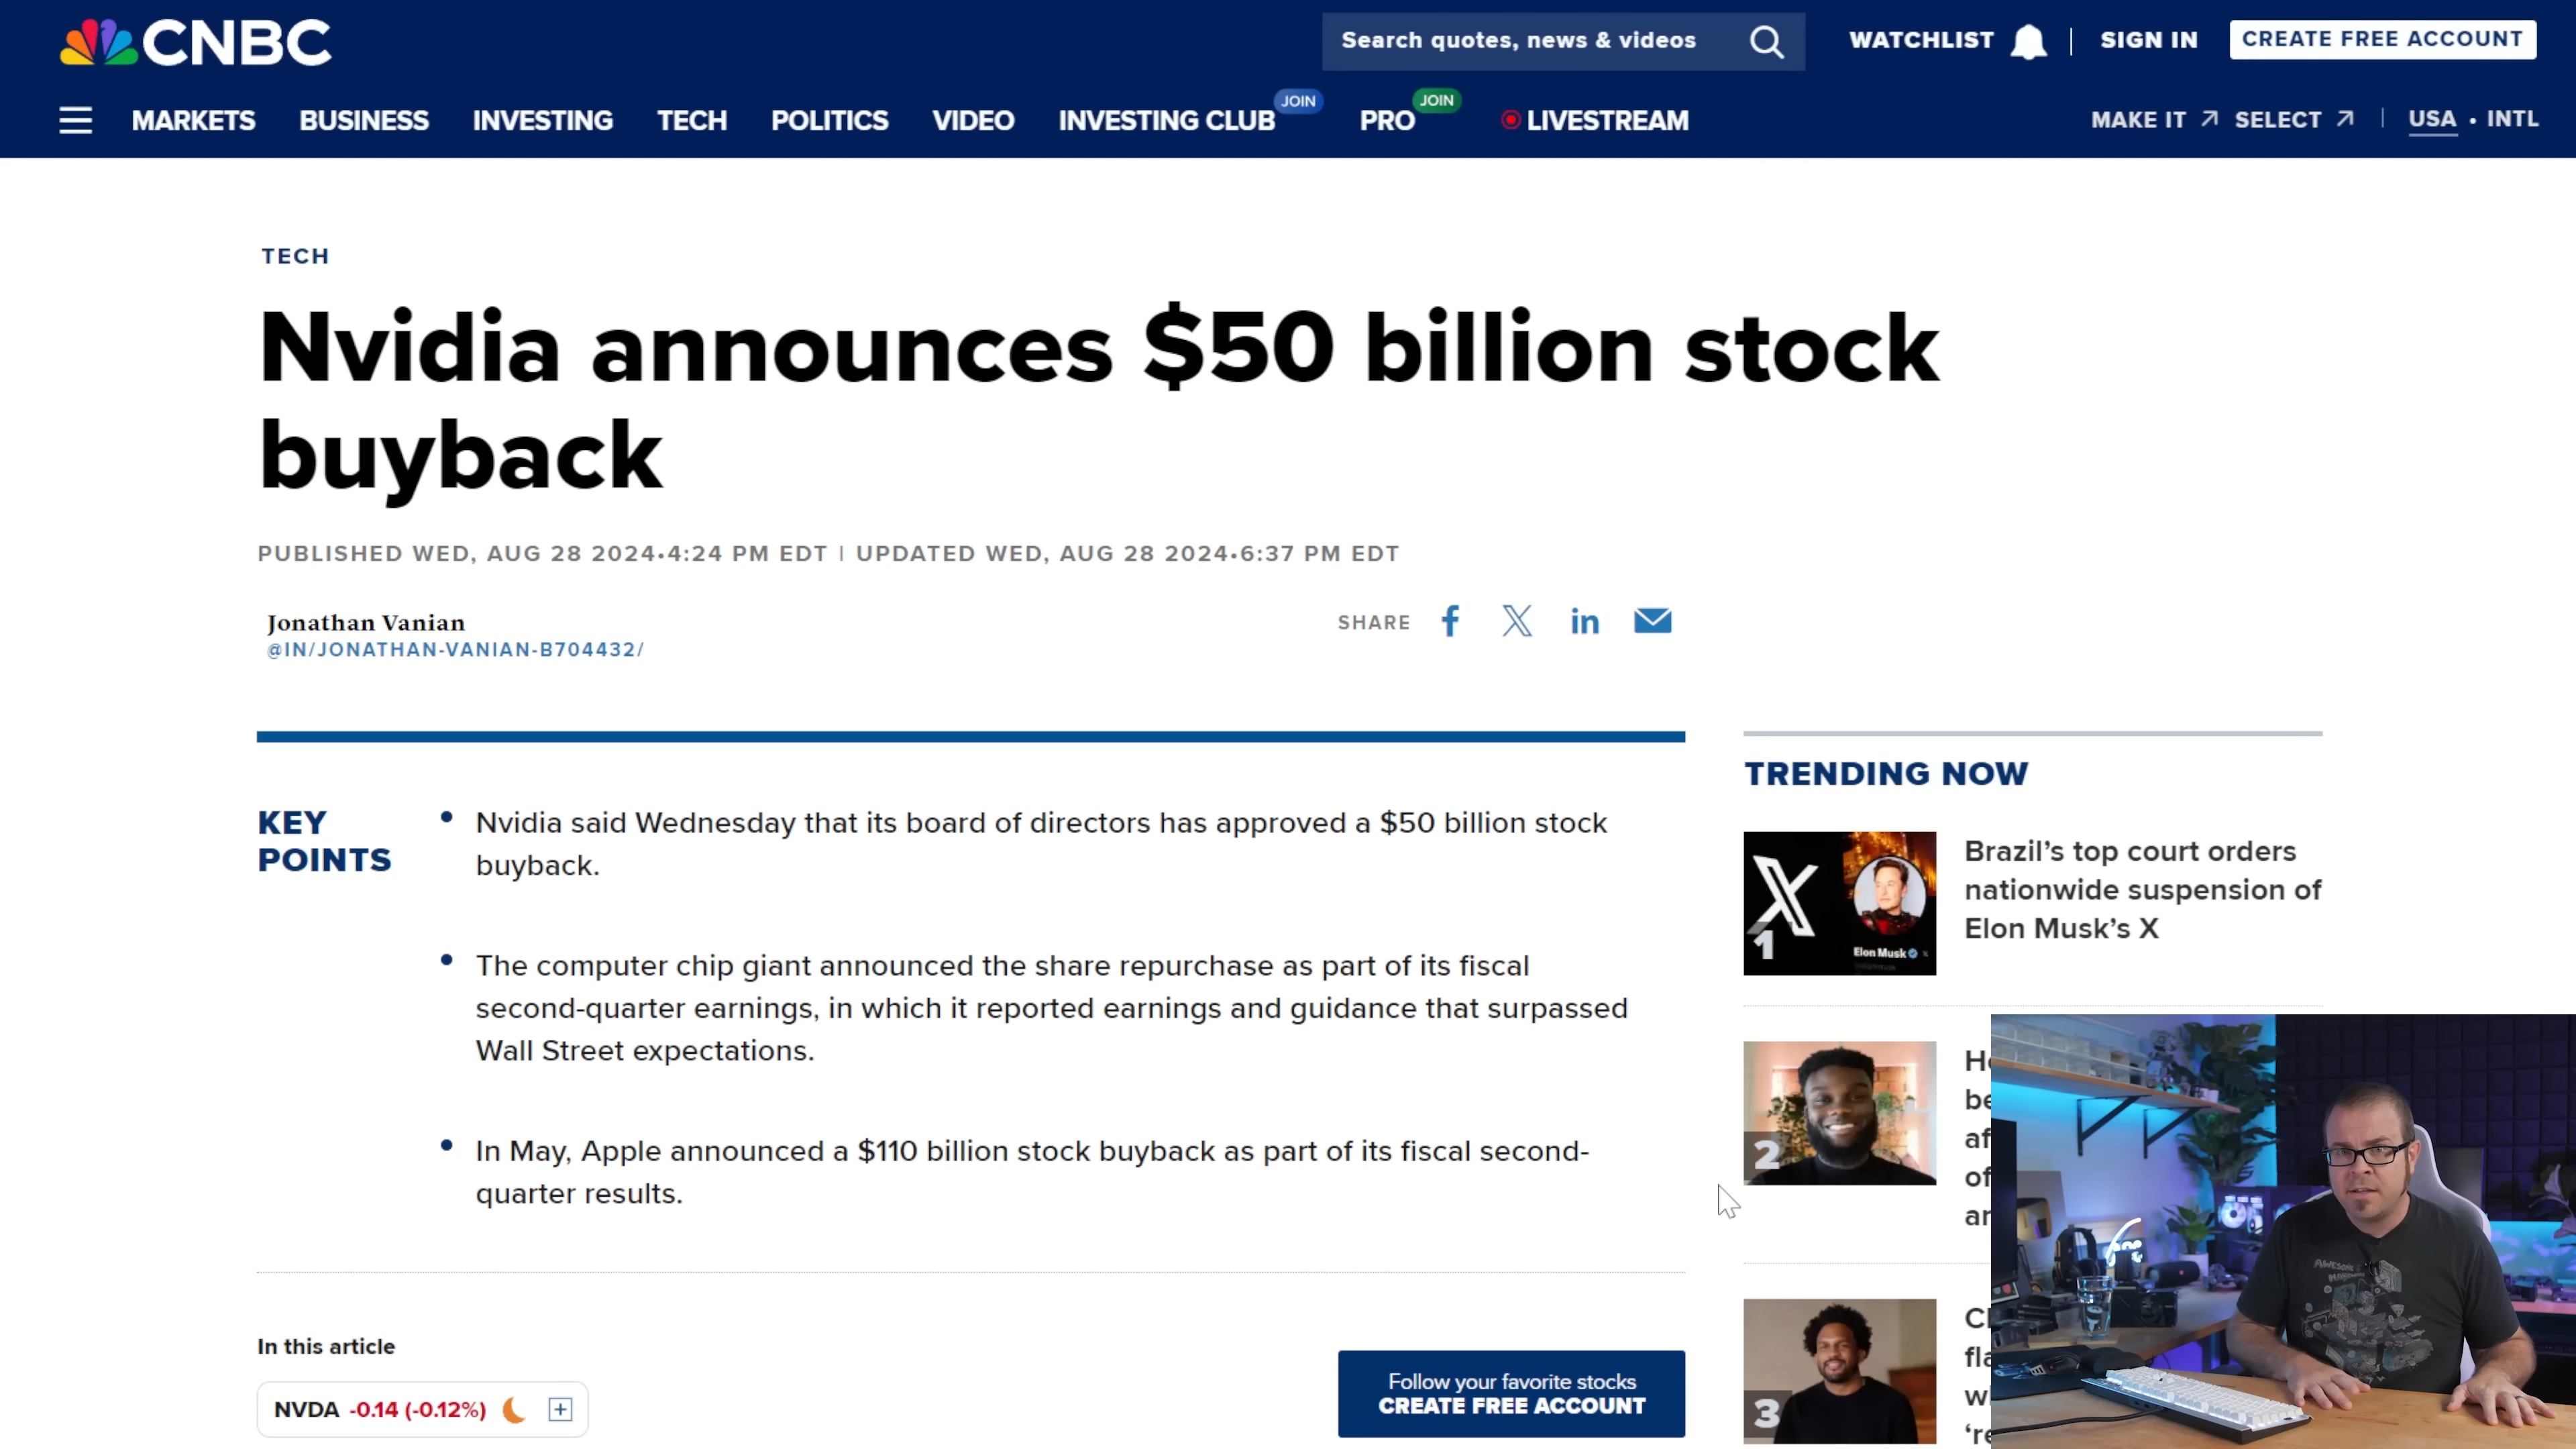 CNBC
Search quotes, news & videos
WATCHLIST
SIGN IN
CREATE FREE ACCOUNT
MARKETS
BUSINESS
INVESTING
TECH
POLITICS
VIDEO
INVESTING CLUB
JOIN
PRO
JOIN
LIVESTREAM
MAKE IT
SELECT
USA • INTL
TECH
Nvidia announces $50 billion stock
buyback
PUBLISHED WED, AUG 28 2024•4:24 PM EDT | UPDATED WED, AUG 28 2024•6:37 PM EDT
Jonathan Vanian
@IN/JONATHAN-VANIAN-B704432/
SHARE
KEY
POINTS
• Nvidia said Wednesday that its board of directors has approved a $50 billion stock
buyback.
• The computer chip giant announced the share repurchase as part of its fiscal
second-quarter earnings, in which it reported earnings and guidance that surpassed
Wall Street expectations.
• In May, Apple announced a $110 billion stock buyback as part of its fiscal second-
quarter results.
In this article
NVDA -0.14 (-0.12%)
Follow your favorite stocks
CREATE FREE ACCOUNT
TRENDING NOW
1
Elon Musk
Brazil's top court orders
nationwide suspension of
Elon Musk's X
2
3
AWESOME